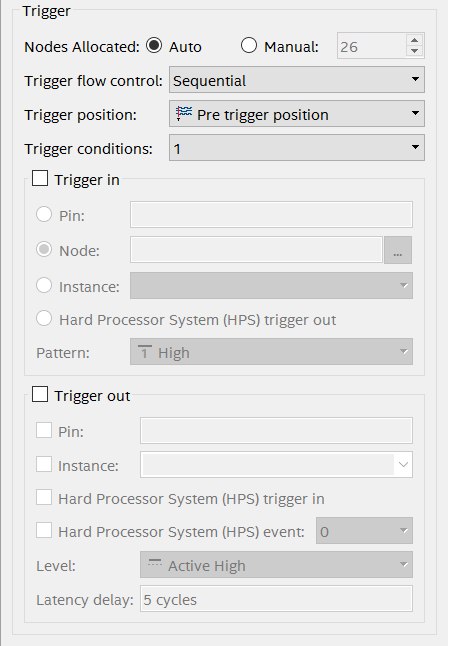 Trigger
Nodes Allocated: Auto Manual: 26
Trigger flow control: Sequential
Trigger position: Pre trigger position
Trigger conditions: 1
Trigger in
Pin:
Node: ...
Instance:
Hard Processor System (HPS) trigger out
Pattern: 1 High
Trigger out
Pin:
Instance:
Hard Processor System (HPS) trigger in
Hard Processor System (HPS) event: 0
Level: Active High
Latency delay: 5 cycles